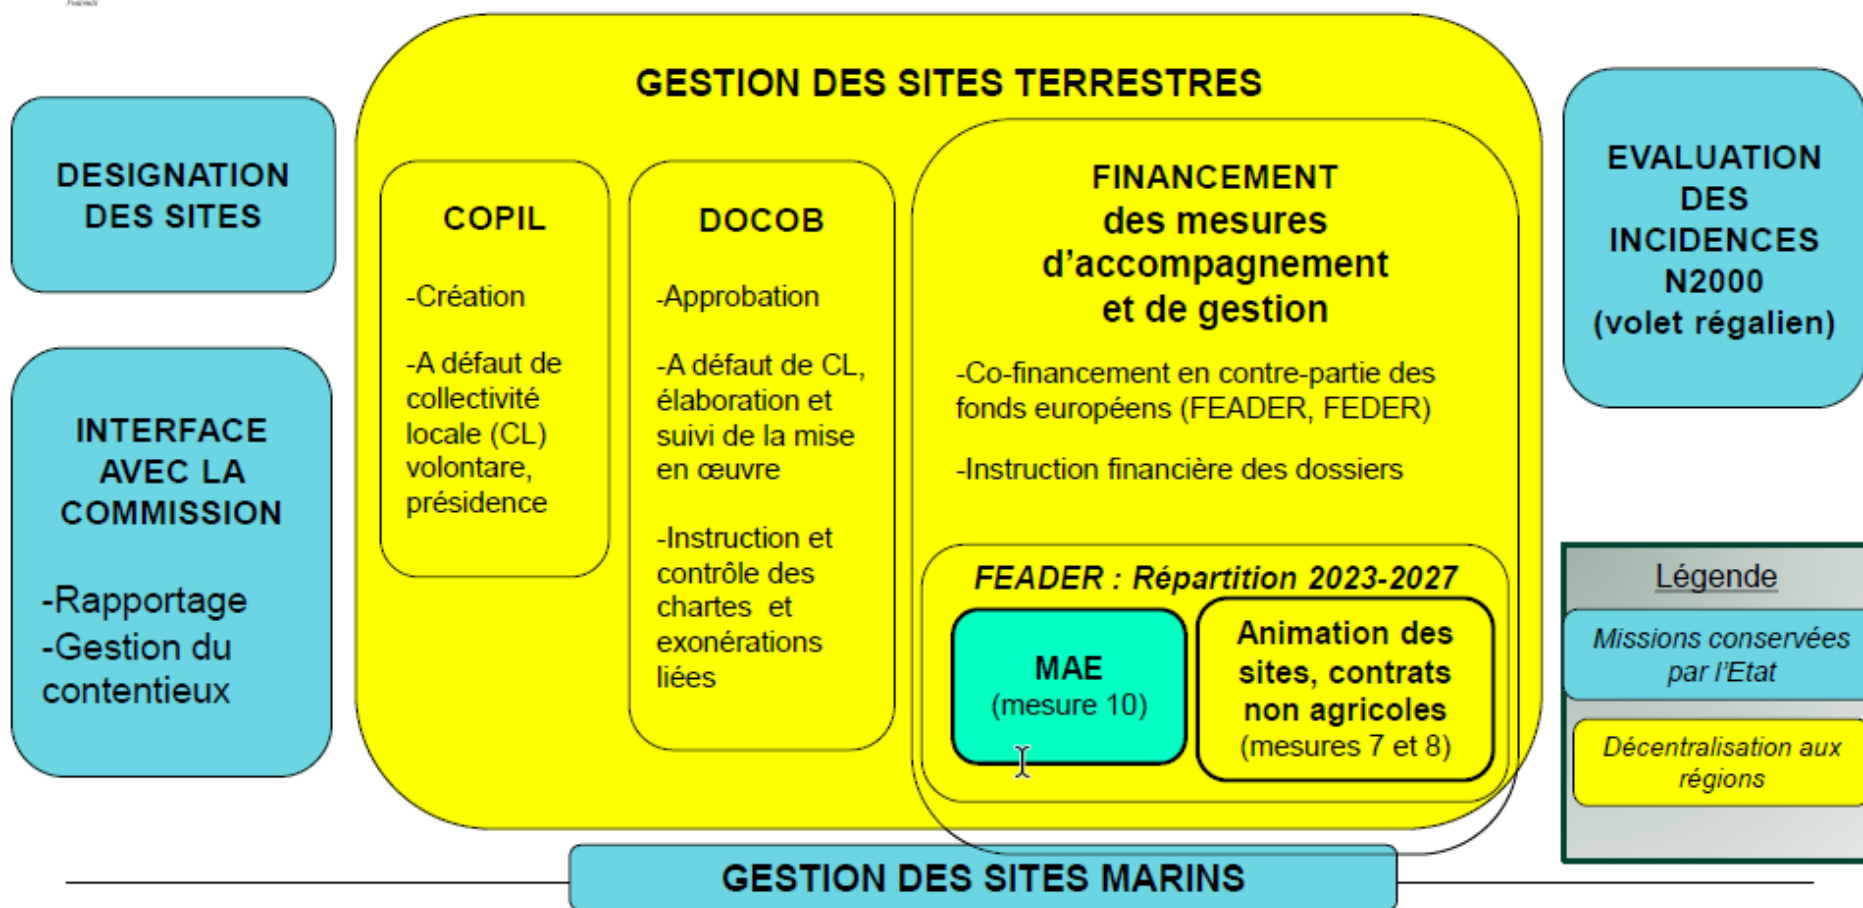 GESTION DES SITES TERRESTRES
DESIGNATION
DES SITES
INTERFACE
AVEC LA
COMMISSION
-Rapportage
-Gestion du
contentieux
COPIL
-Création
-A défaut de
collectivité
locale (CL)
volontare,
présidence
DOCOB
-Approbation
-A défaut de CL,
élaboration et
suivi de la mise
en œuvre
-Instruction et
contrôle des
chartes et
exonérations
liées
FINANCEMENT
des mesures
d'accompagnement
et de gestion
-Co-financement en contre-partie des
fonds européens (FEADER, FEDER)
-Instruction financière des dossiers
FEADER : Répartition 2023-2027
MAE
(mesure 10)
Animation des
sites, contrats
non agricoles
(mesures 7 et 8)
EVALUATION
DES
INCIDENCES
N2000
(volet régalien)
Légende
Missions conservées
par l'Etat
Décentralisation aux
régions
GESTION DES SITES MARINS